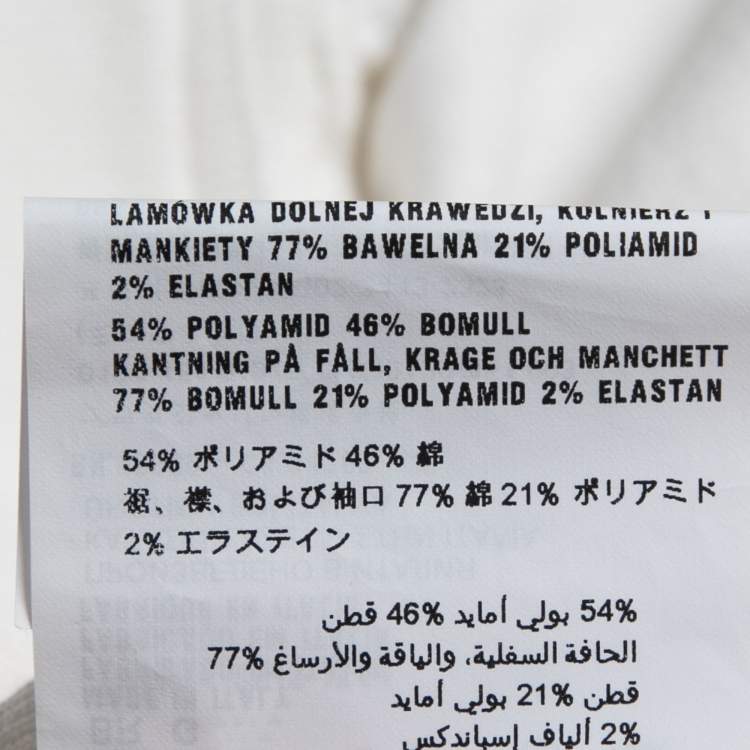 LAMÓWKA DOLNEJ KRAWEDZI, KOLNIERZ I
MANKIETY 77% BAWELNA 21% POLIAMID
2% ELASTAN
54% POLYAMID 46% BOMULL
KANTNING PÅ FÅLL, KRAGE OCH MANCHETT
77% BOMULL 21% POLYAMID 2% ELASTAN
54% ポリアミド 46% 綿
裾、襟、および袖口 77% 綿 21% ポリアミド
2% エラステイン
54% بولي أمايد 46% قطن
الحافة السفلية، والياقة والأرساغ 77%
قطن 21% بولي أمايد
2% ألياف إسباندكس